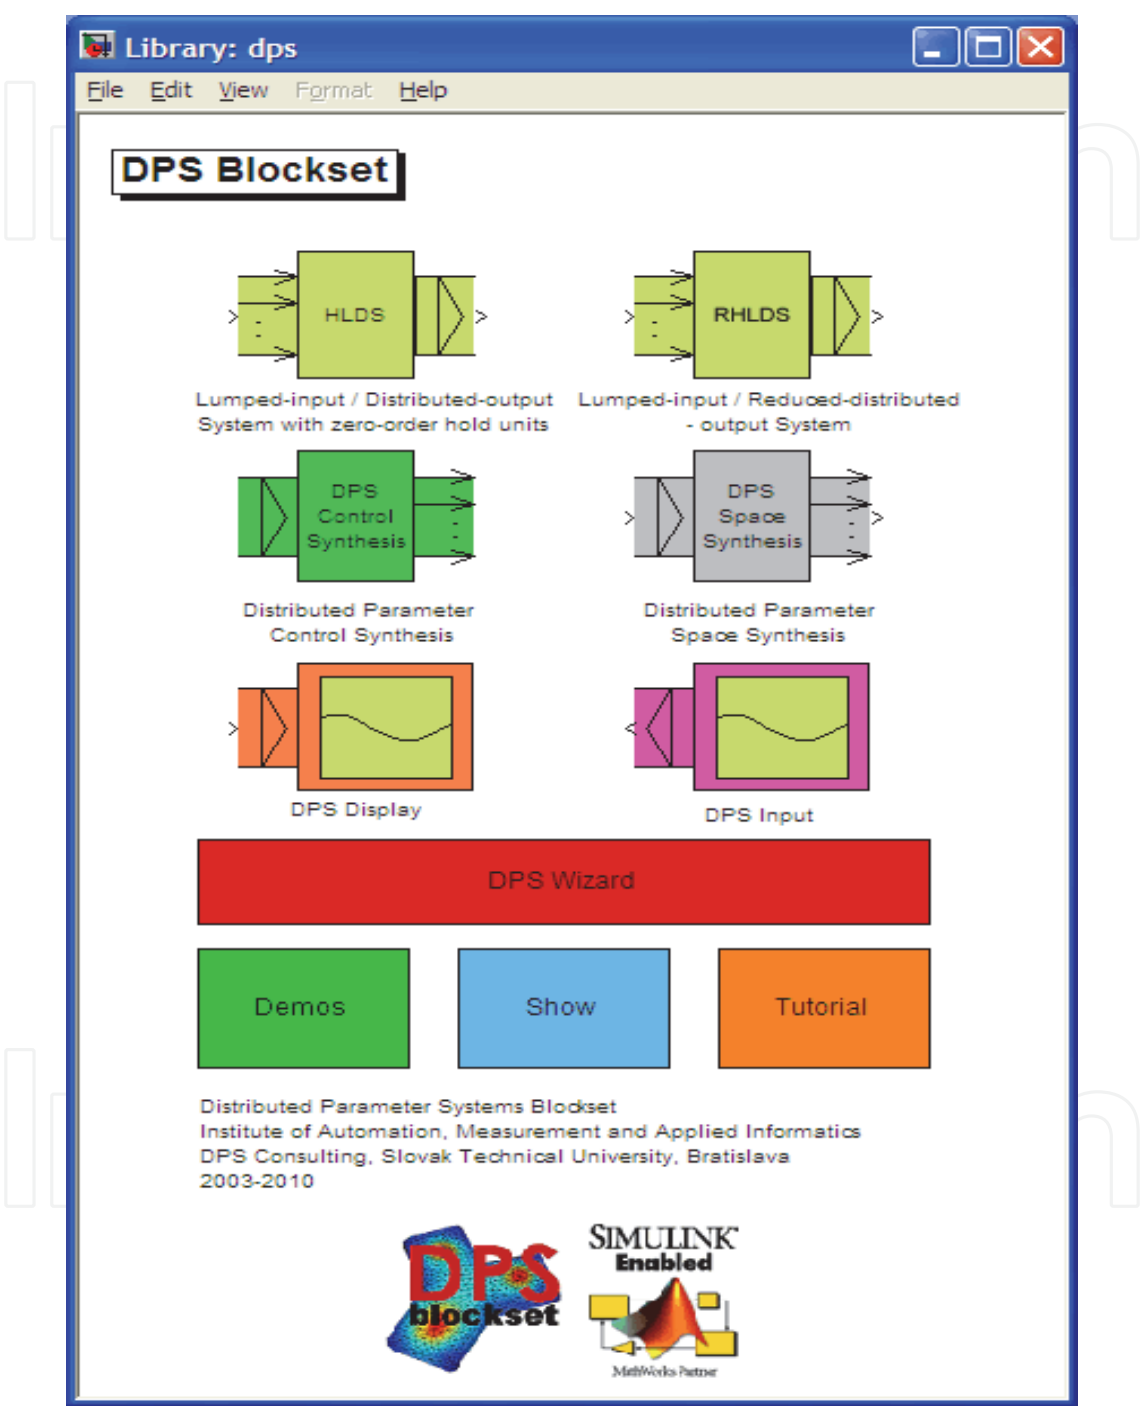 Library: dps
File Edit View Format Help
DPS Blockset
HLDS
RHLDS
Lumped-input / Distributed-output
System with zero-order hold units
Lumped-input / Reduced-distributed
- output System
DPS
Control
Synthesis
DPS
Space
Synthesis
Distributed Parameter
Control Synthesis
Distributed Parameter
Space Synthesis
DPS Display
DPS Input
DPS Wizard
Demos
Show
Tutorial
Distributed Parameter Systems Blockset
Institute of Automation, Measurement and Applied Informatics
DPS Consulting, Slovak Technical University, Bratislava
2003-2010
DPS
blockset
SIMULINK
Enabled
MathWorks Partner